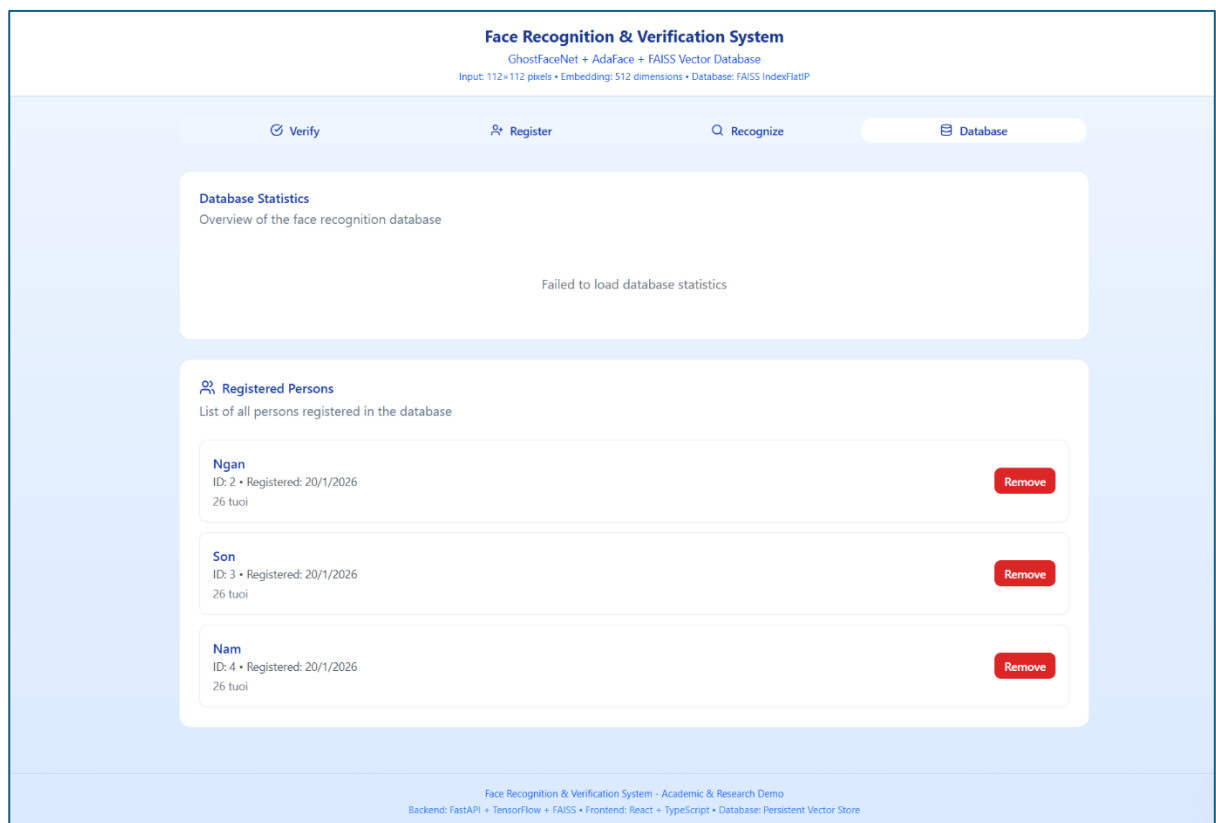 Face Recognition & Verification System
GhostFaceNet + AdaFace + FAISS Vector Database
Input: 112×112 pixels • Embedding: 512 dimensions • Database: FAISS IndexFlatIP
Verify
Register
Recognize
Database
Database Statistics
Overview of the face recognition database
Failed to load database statistics
Registered Persons
List of all persons registered in the database
Ngan
ID: 2 • Registered: 20/1/2026
26 tuoi
Remove
Son
ID: 3 • Registered: 20/1/2026
26 tuoi
Remove
Nam
ID: 4 • Registered: 20/1/2026
26 tuoi
Remove
Face Recognition & Verification System - Academic & Research Demo
Backend: FastAPI + TensorFlow + FAISS • Frontend: React + TypeScript • Database: Persistent Vector Store